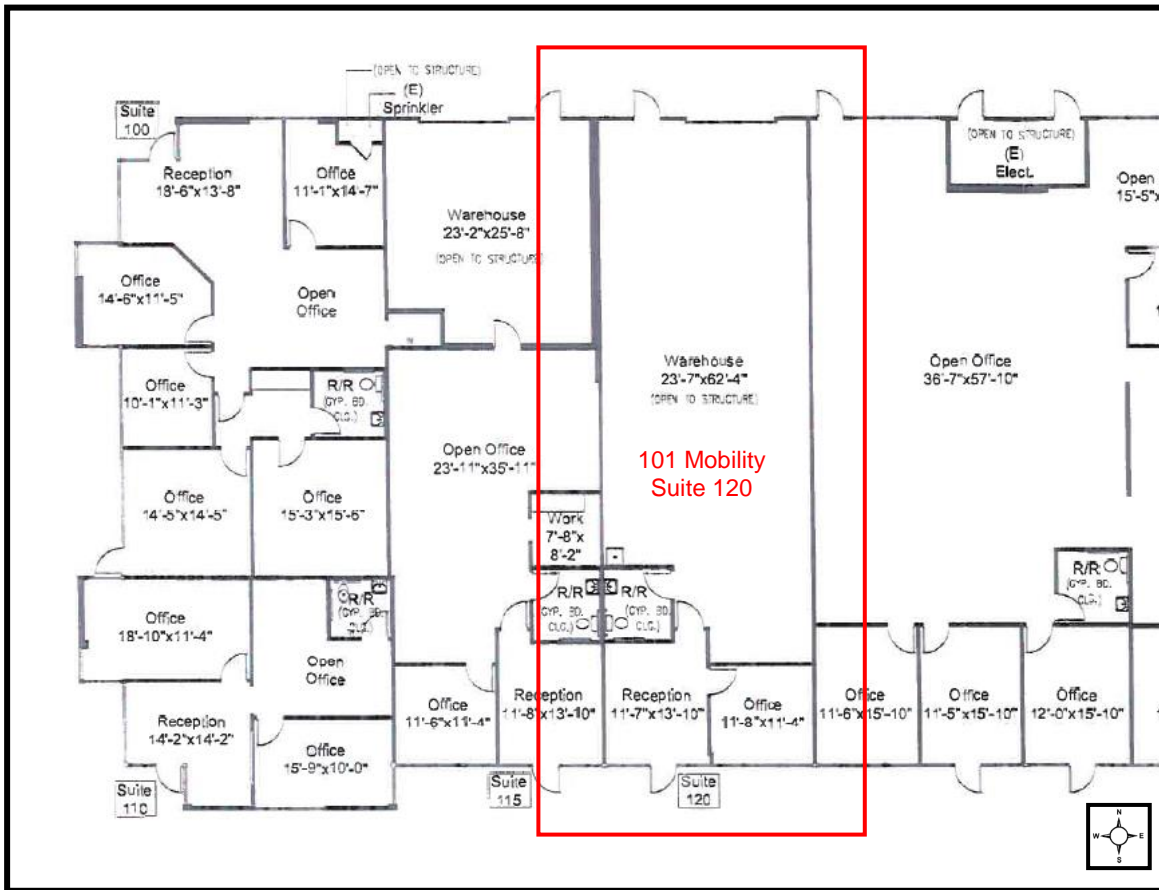 (OPEN TO STRUCTURE)
(E)
Sprinkler
Suite
100
Reception
18'-6"x13'-8"
Office
11'-1"x14'-7"
Warehouse
23'-2"x25'-8"
(OPEN TO STRUCTURE)
(OPEN TO STRUCTURE)
(E)
Elect.
Open
15'-5"x
Office
14'-6"x11'-5"
Open
Office
Office
10'-1"x11'-3"
R/R
(GYP. BD.
CLG.)
Warehouse
23'-7"x62'-4"
(OPEN TO STRUCTURE)
Open Office
36'-7"x57'-10"
Open Office
23'-11"x35'-11"
101 Mobility
Suite 120
Office
14'-5"x14'-5"
Office
15'-3"x15'-6"
Work
7'-8"x
8'-2"
R/R
(GYP. BD.
CLG.)
R/R
(GYP. BD.
CLG.)
R/R
(GYP. BD.
CLG.)
R/R
(GYP. BD.
CLG.)
Office
18'-10"x11'-4"
Open
Office
Reception
14'-2"x14'-2"
Office
15'-9"x10'-0"
Office
11'-6"x11'-4"
Reception
11'-8"x13'-10"
Reception
11'-7"x13'-10"
Office
11'-8"x11'-4"
Office
11'-6"x15'-10"
Office
11'-5"x15'-10"
Office
12'-0"x15'-10"
Suite
110
Suite
115
Suite
120
N
W
E
S